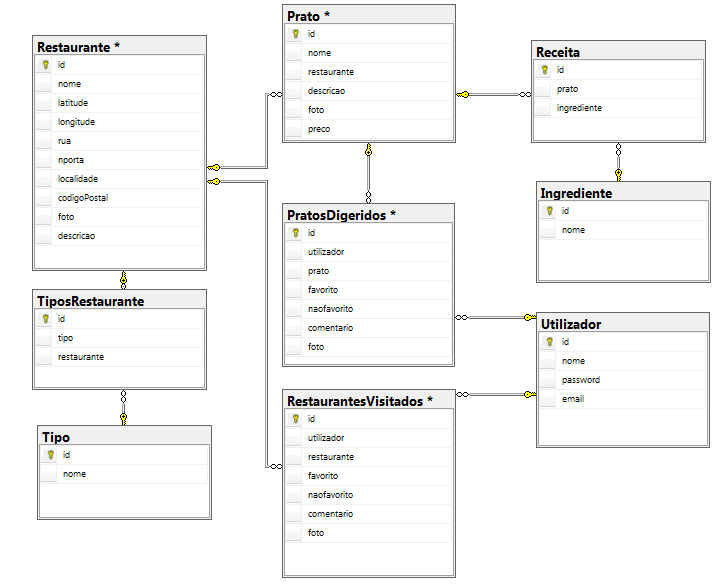 Restaurante *
id
nome
latitude
longitude
rua
nporta
localidade
codigoPostal
foto
descricao
TiposRestaurante
id
tipo
restaurante
Tipo
id
nome
Prato *
id
nome
restaurante
descricao
foto
preco
PratosDigeridos *
id
utilizador
prato
favorito
naofavorito
comentario
foto
RestaurantesVisitados *
id
utilizador
restaurante
favorito
naofavorito
comentario
foto
Receita
id
prato
ingrediente
Ingrediente
id
nome
Utilizador
id
nome
password
email